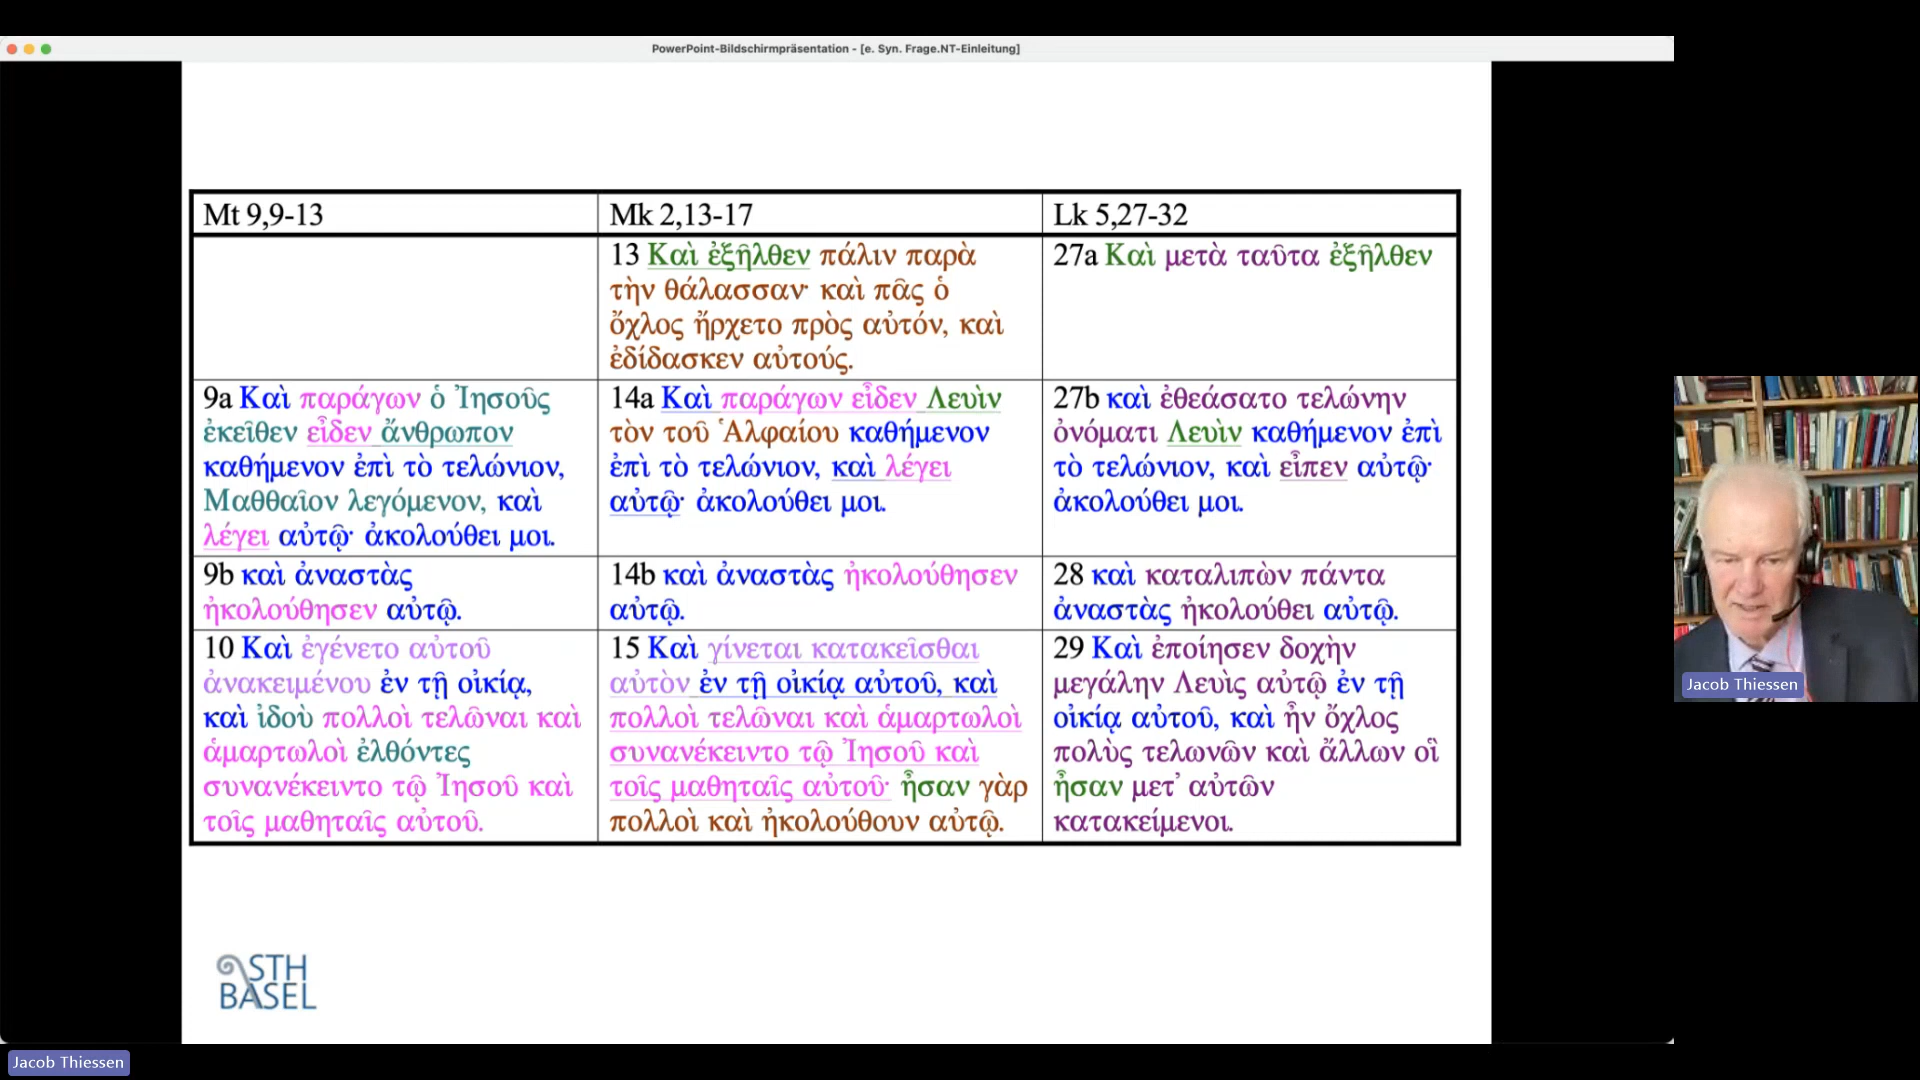 PowerPoint-Bildschirmpräsentation - [e. Syn. Frage.NT-Einleitung]
Mt 9,9-13
Mk 2,13-17
Lk 5,27-32
13 Καὶ ἐξῆλθεν πάλιν παρὰ
τὴν θάλασσαν· καὶ πᾶς ὁ
ὄχλος ἤρχετο πρὸς αὐτόν, καὶ
ἐδίδασκεν αὐτούς.
27a Καὶ μετὰ ταῦτα ἐξῆλθεν
9a Καὶ παράγων ὁ Ἰησοῦς
ἐκεῖθεν εἶδεν ἄνθρωπον
καθήμενον ἐπὶ τὸ τελώνιον,
Μαθθαῖον λεγόμενον, καὶ
λέγει αὐτῷ· ἀκολούθει μοι.
14a Καὶ παράγων εἶδεν Λευὶν
τὸν τοῦ Ἁλφαίου καθήμενον
ἐπὶ τὸ τελώνιον, καὶ λέγει
αὐτῷ· ἀκολούθει μοι.
27b καὶ ἐθεάσατο τελώνην
ὀνόματι Λευὶν καθήμενον ἐπὶ
τὸ τελώνιον, καὶ εἶπεν αὐτῷ·
ἀκολούθει μοι.
9b καὶ ἀναστὰς
ἠκολούθησεν αὐτῷ.
14b καὶ ἀναστὰς ἠκολούθησεν
αὐτῷ.
28 καὶ καταλιπὼν πάντα
ἀναστὰς ἠκολούθει αὐτῷ.
10 Καὶ ἐγένετο αὐτοῦ
ἀνακειμένου ἐν τῇ οἰκίᾳ,
καὶ ἰδοὺ πολλοὶ τελῶναι καὶ
ἁμαρτωλοὶ ἐλθόντες
συνανέκειντο τῷ Ἰησοῦ καὶ
τοῖς μαθηταῖς αὐτοῦ.
15 Καὶ γίνεται κατακεῖσθαι
αὐτὸν ἐν τῇ οἰκίᾳ αὐτοῦ, καὶ
πολλοὶ τελῶναι καὶ ἁμαρτωλοὶ
συνανέκειντο τῷ Ἰησοῦ καὶ
τοῖς μαθηταῖς αὐτοῦ· ἦσαν γὰρ
πολλοὶ καὶ ἠκολούθουν αὐτῷ.
29 Καὶ ἐποίησεν δοχὴν
μεγάλην Λευὶς αὐτῷ ἐν τῇ
οἰκίᾳ αὐτοῦ, καὶ ἦν ὄχλος
πολὺς τελωνῶν καὶ ἄλλων οἳ
ἦσαν μετ᾽ αὐτῶν
κατακείμενοι.
STH
BASEL
Jacob Thiessen
Jacob Thiessen